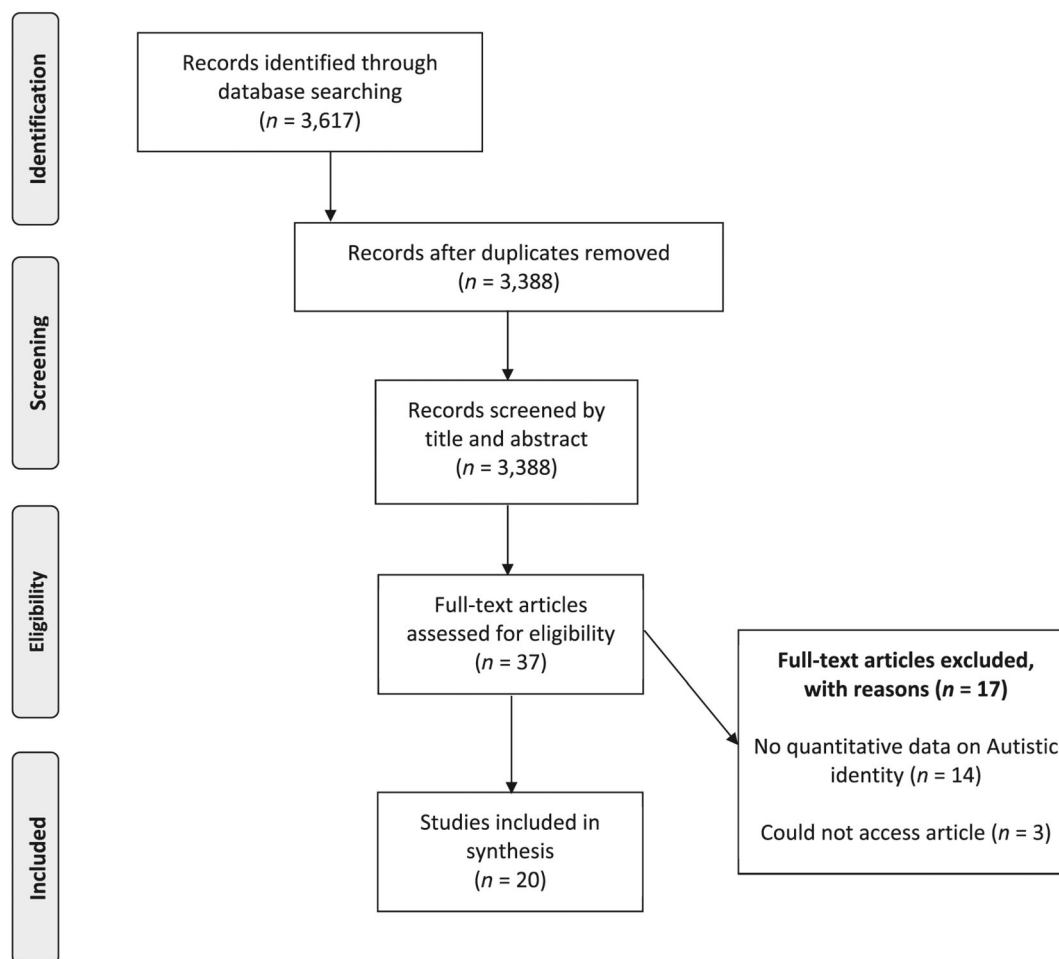 Identification
Records identified through
database searching
(n = 3,617)
Records after duplicates removed
(n = 3,388)
Screening
Records screened by
title and abstract
(n = 3,388)
Eligibility
Full-text articles
assessed for eligibility
(n = 37)
Full-text articles excluded,
with reasons (n = 17)
No quantitative data on Autistic
identity (n = 14)
Could not access article (n = 3)
Included
Studies included in
synthesis
(n = 20)